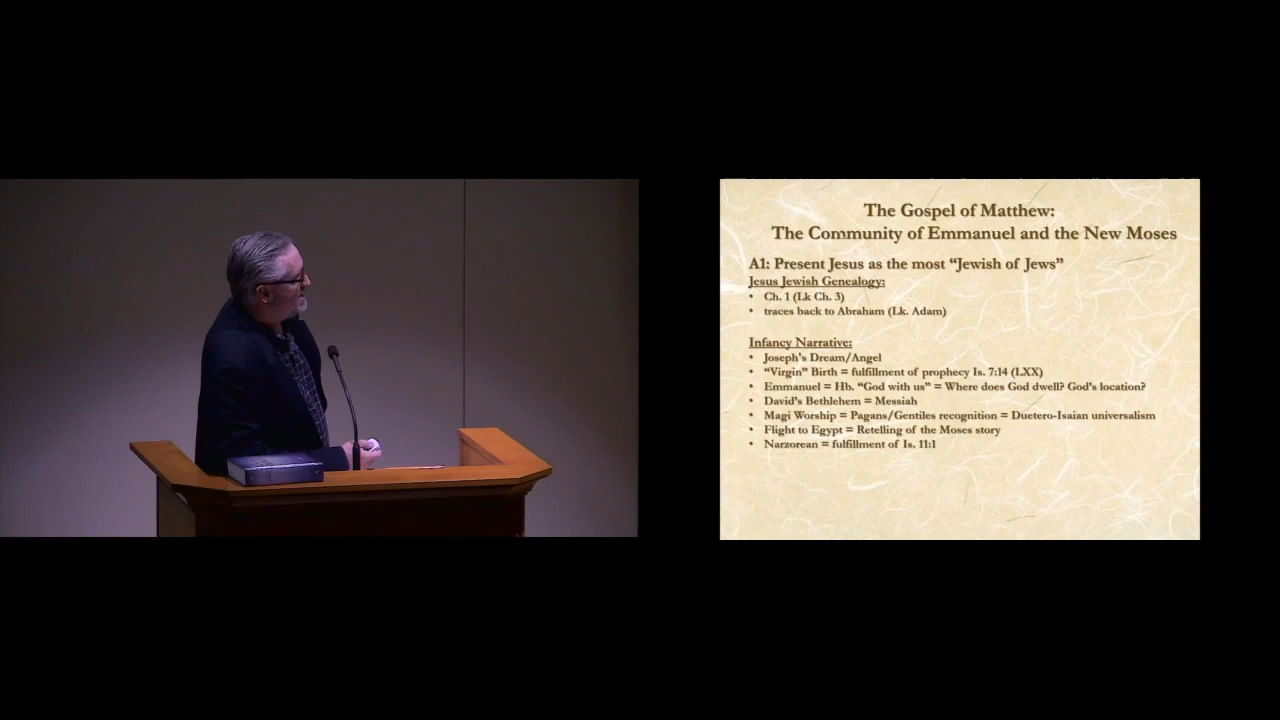 The Gospel of Matthew:
The Community of Emmanuel and the New Moses
A1: Present Jesus as the most “Jewish of Jews”
Jesus Jewish Genealogy:
• Ch. 1 (Lk Ch. 3)
• traces back to Abraham (Lk. Adam)
Infancy Narrative:
• Joseph's Dream/Angel
• “Virgin” Birth = fulfillment of prophecy Is. 7:14 (LXX)
• Emmanuel = Hb. “God with us” = Where does God dwell? God's location?
• David's Bethlehem = Messiah
• Magi Worship = Pagans/Gentiles recognition = Duetero-Isaian universalism
• Flight to Egypt = Retelling of the Moses story
• Narzorean = fulfillment of Is. 11:1